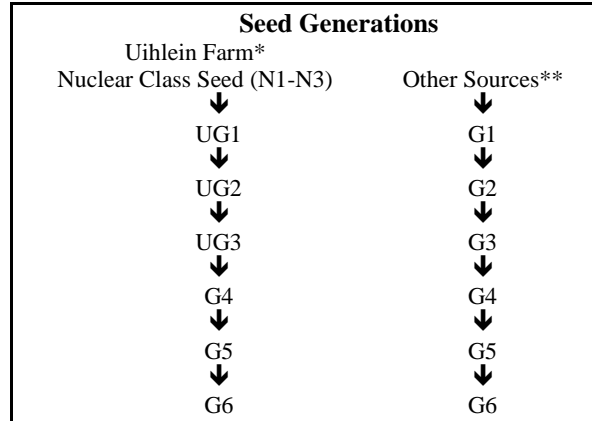 Seed Generations
Uihlein Farm*
Nuclear Class Seed (N1-N3) Other Sources**
UG1 G1
UG2 G2
UG3 G3
G4 G4
G5 G5
G6 G6